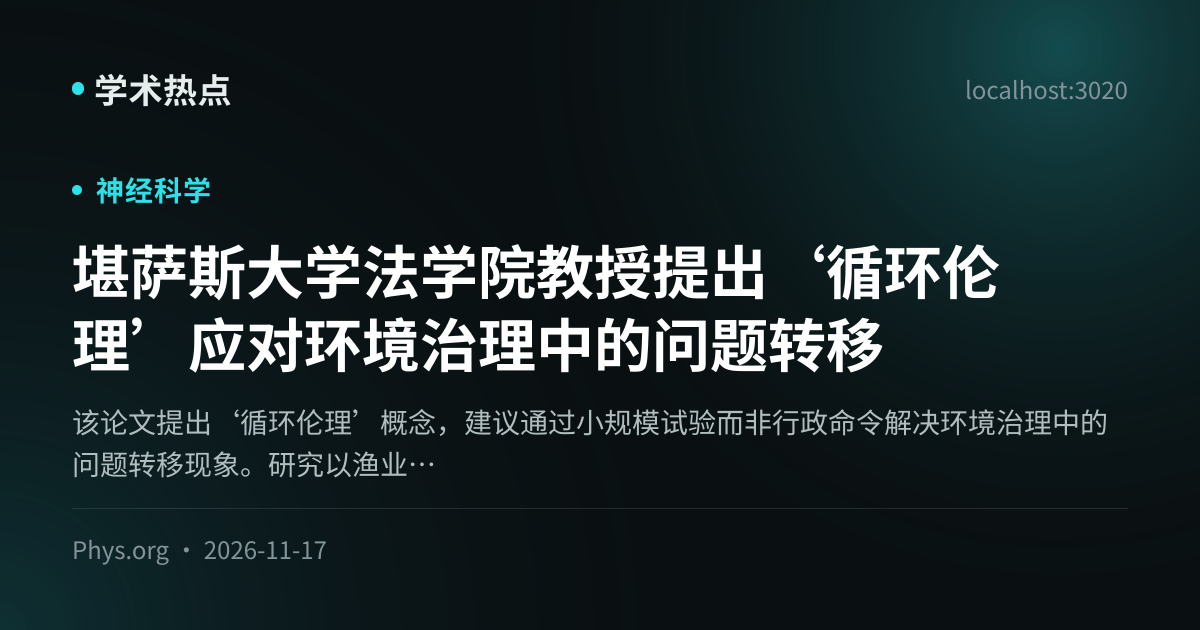 学术热点
localhost:3020
神经科学
堪萨斯大学法学院教授提出‘循环伦
理’应对环境治理中的问题转移
该论文提出‘循环伦理’概念，建议通过小规模试验而非行政命令解决环境治理中的
问题转移现象。研究以渔业…
Phys.org • 2026-11-17